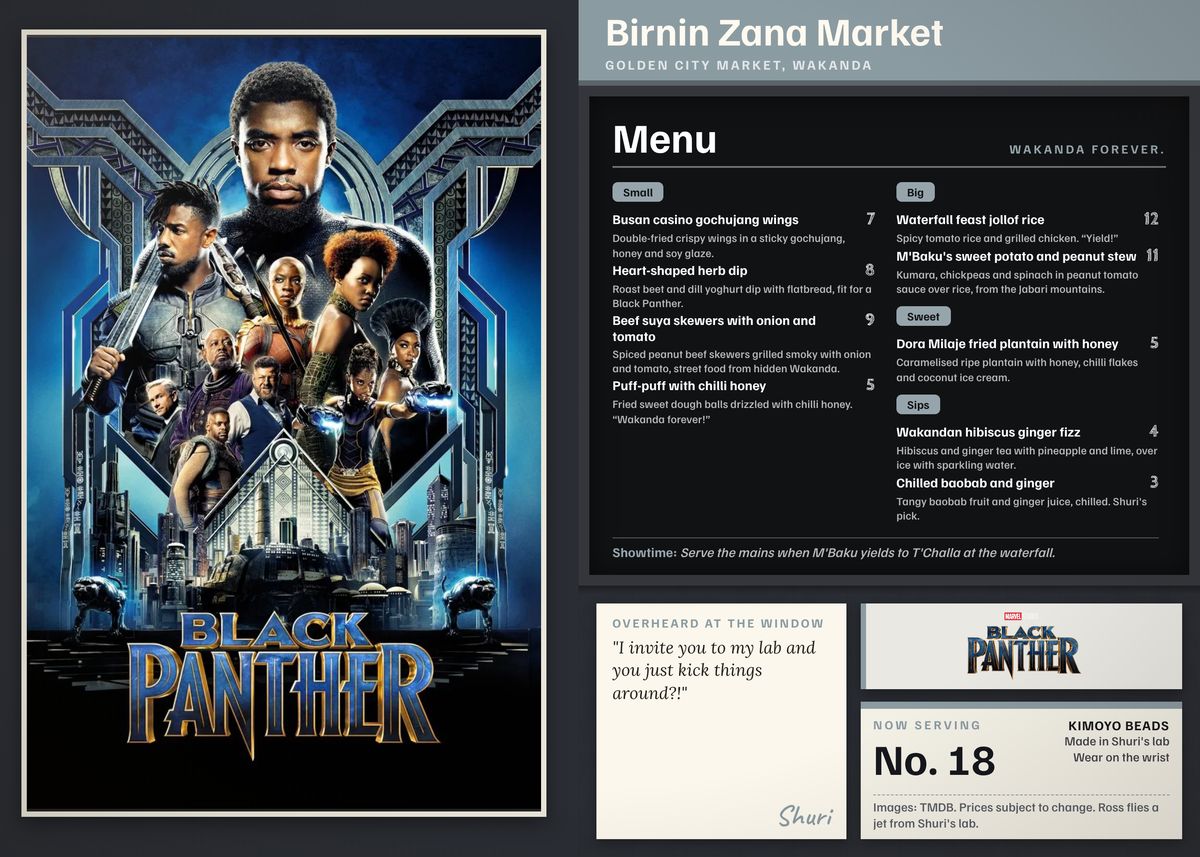 BLACK
PANTHER
Birnin Zana Market
GOLDEN CITY MARKET, WAKANDA
Menu
WAKANDA FOREVER.
Small
Busan casino gochujang wings 7
Double-fried crispy wings in a sticky gochujang,
honey and soy glaze.
Heart-shaped herb dip 8
Roast beet and dill yoghurt dip with flatbread, fit for a
Black Panther.
Beef suya skewers with onion and 9
tomato
Spiced peanut beef skewers grilled smoky with onion
and tomato, street food from hidden Wakanda.
Puff-puff with chilli honey 5
Fried sweet dough balls drizzled with chilli honey.
“Wakanda forever!”
Big
Waterfall feast jollof rice 12
Spicy tomato rice and grilled chicken. “Yield!”
M'Baku's sweet potato and peanut stew 11
Kumara, chickpeas and spinach in peanut tomato
sauce over rice, from the Jabari mountains.
Sweet
Dora Milaje fried plantain with honey 5
Caramelised ripe plantain with honey, chilli flakes
and coconut ice cream.
Sips
Wakandan hibiscus ginger fizz 4
Hibiscus and ginger tea with pineapple and lime, over
ice with sparkling water.
Chilled baobab and ginger 3
Tangy baobab fruit and ginger juice, chilled. Shuri's
pick.
Showtime: Serve the mains when M'Baku yields to T'Challa at the waterfall.
OVERHEARD AT THE WINDOW
"I invite you to my lab and
you just kick things
around?!"
Shuri
MARVEL
BLACK
PANTHER
NOW SERVING
No. 18
KIMOYO BEADS
Made in Shuri's lab
Wear on the wrist
Images: TMDB. Prices subject to change. Ross flies a
jet from Shuri's lab.